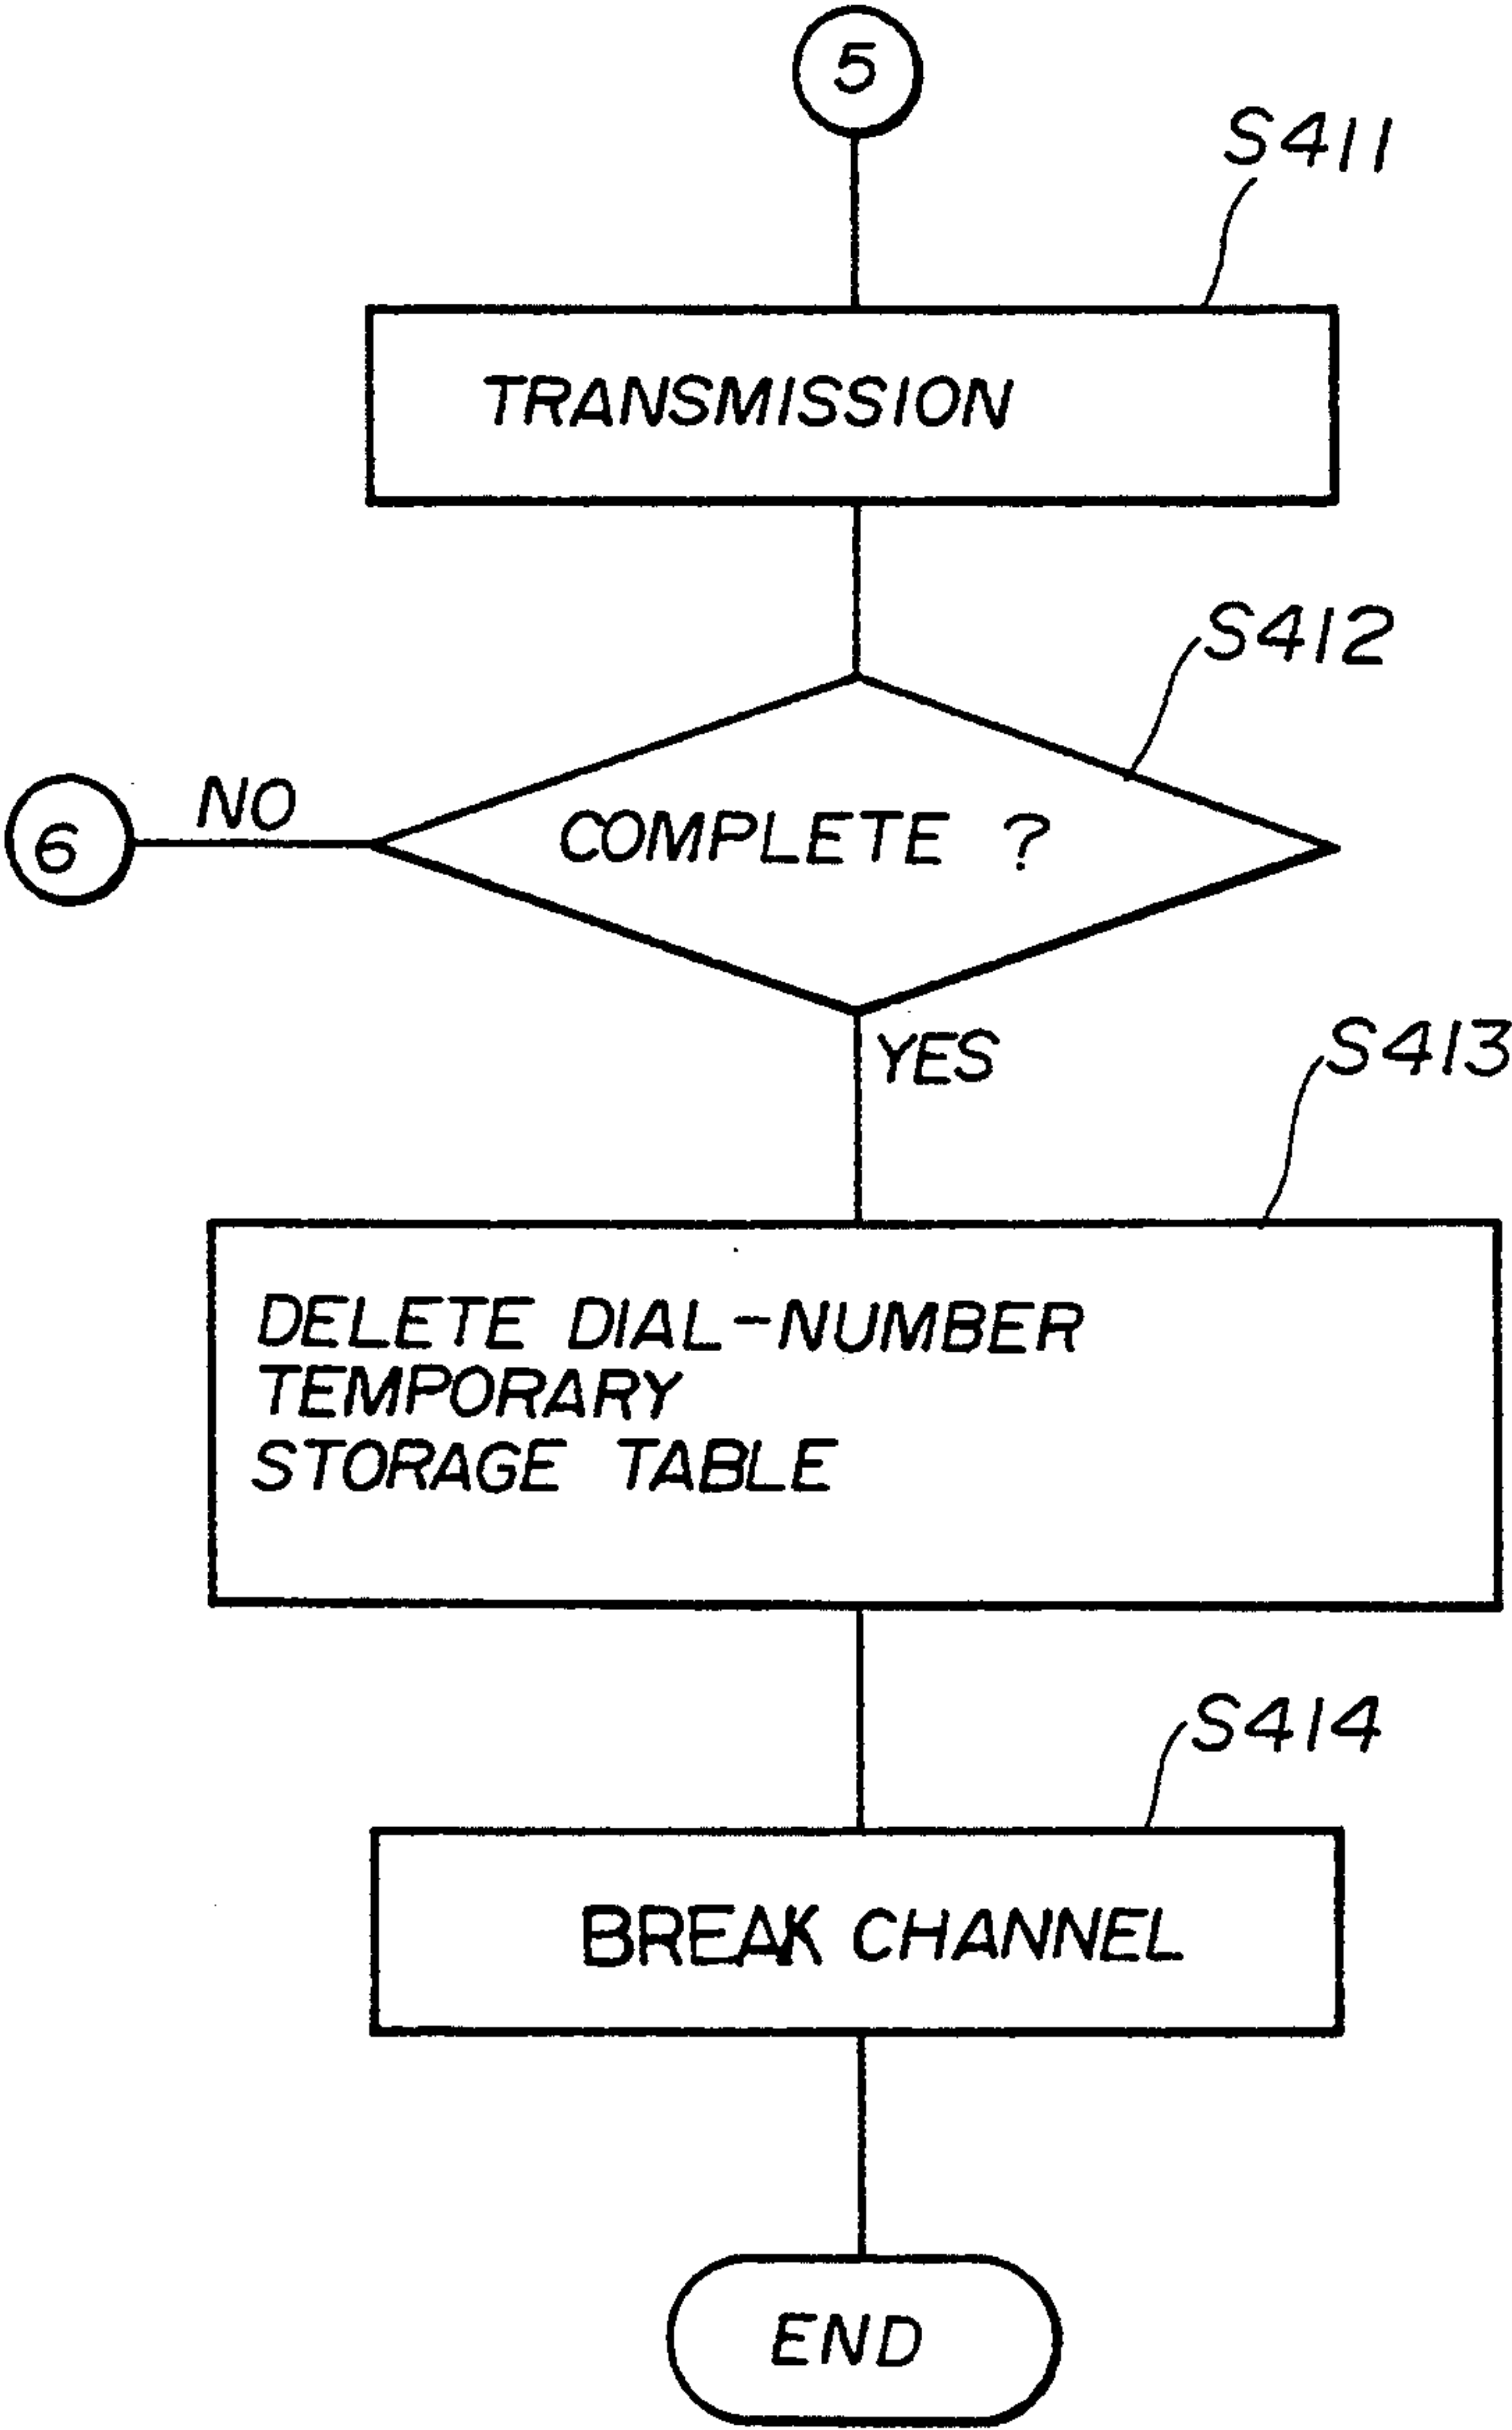 5
S411
TRANSMISSION
S412
NO
6
COMPLETE ?
YES
S413
DELETE DIAL-NUMBER
TEMPORARY
STORAGE TABLE
S414
BREAK CHANNEL
END